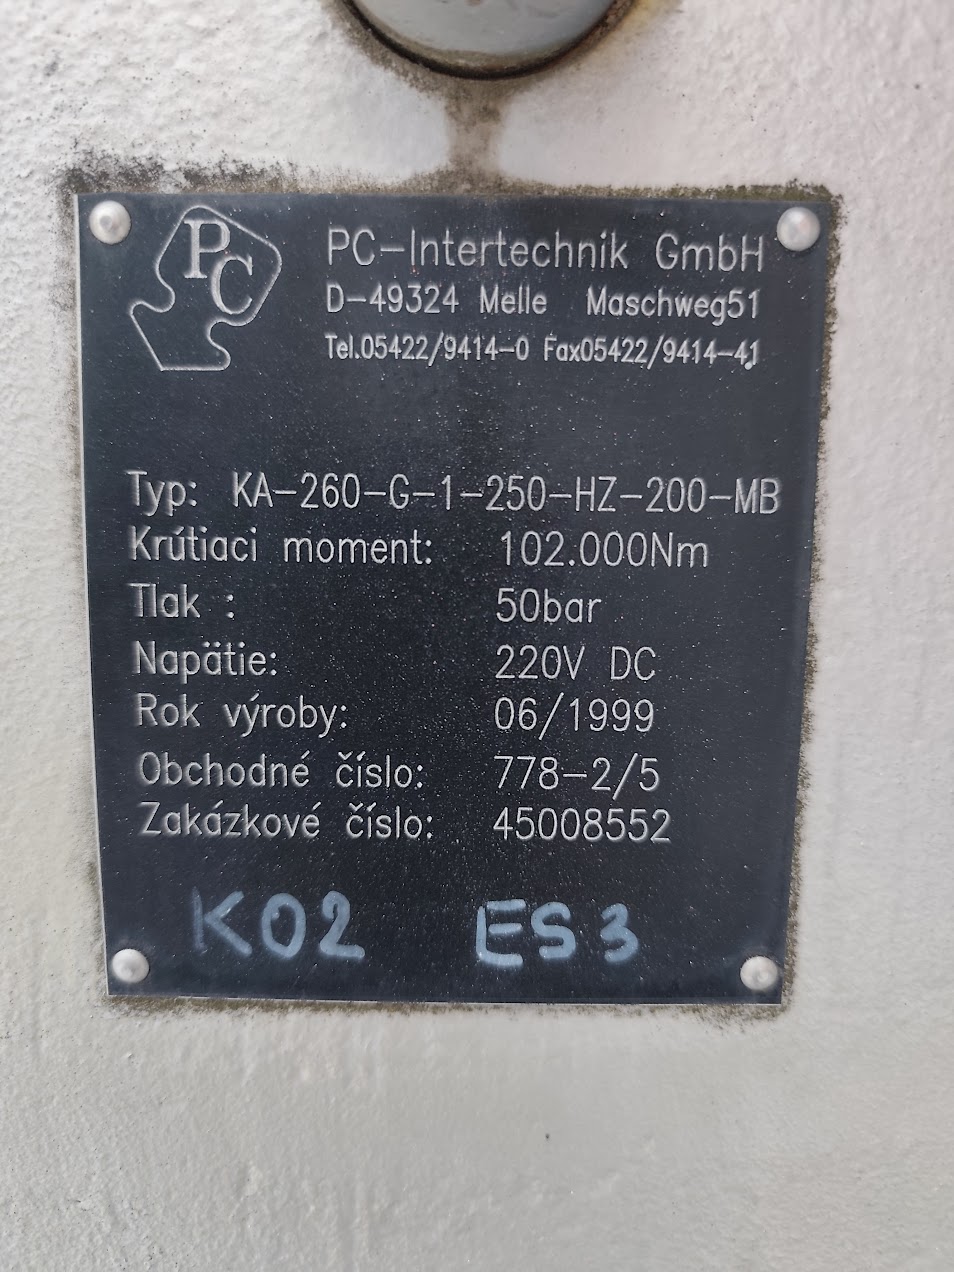 PC
PC-Intertechnik GmbH
D-49324 Melle Maschweg51
Tel.05422/9414-0 Fax05422/9414-41
Typ: KA-260-G-1-250-HZ-200-MB
Krútiaci moment: 102.000Nm
Tlak : 50bar
Napätie: 220V DC
Rok výroby: 06/1999
Obchodné číslo: 778-2/5
Zakázkové číslo: 45008552
K02 ES3